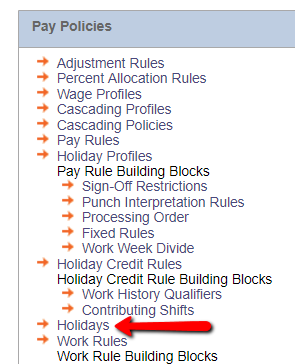 Pay Policies
Adjustment Rules
Percent Allocation Rules
Wage Profiles
Cascading Profiles
Cascading Policies
Pay Rules
Holiday Profiles
Pay Rule Building Blocks
Sign-Off Restrictions
Punch Interpretation Rules
Processing Order
Fixed Rules
Work Week Divide
Holiday Credit Rules
Holiday Credit Rule Building Blocks
Work History Qualifiers
Contributing Shifts
Holidays
Work Rules
Work Rule Building Blocks